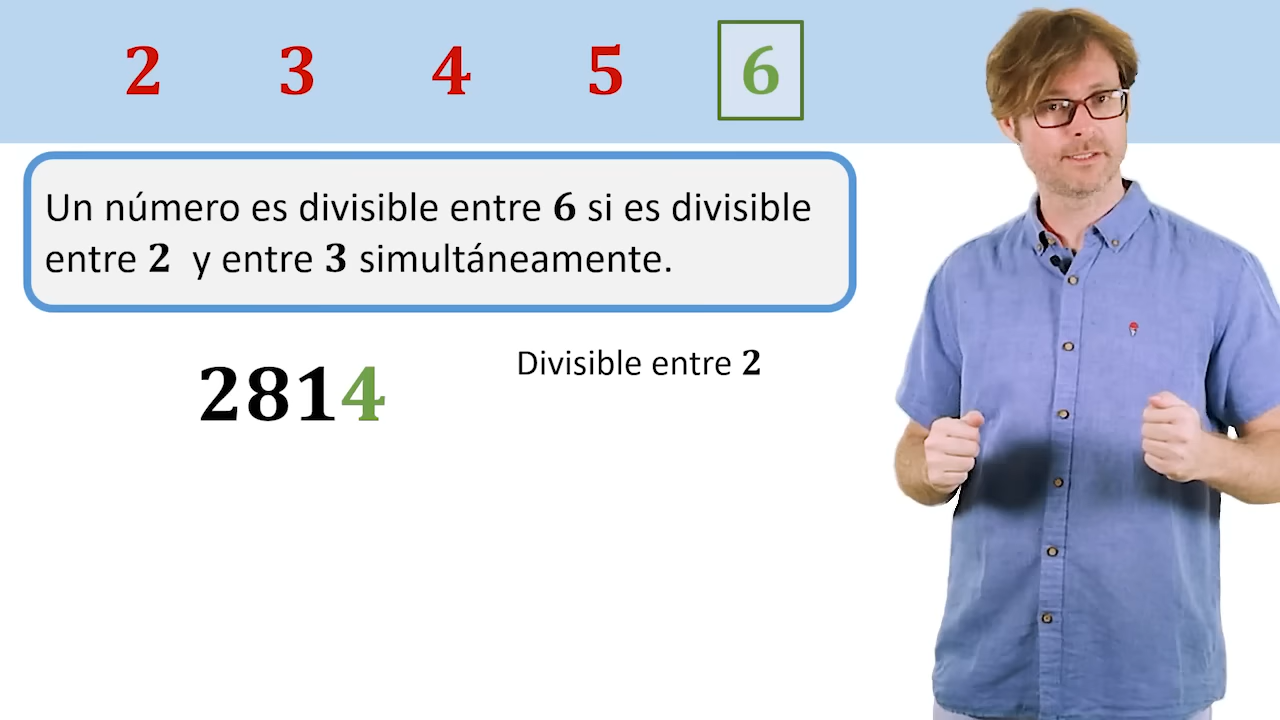 2 3 4 5 6
Un número es divisible entre 6 si es divisible
entre 2 y entre 3 simultáneamente.
2814
Divisible entre 2